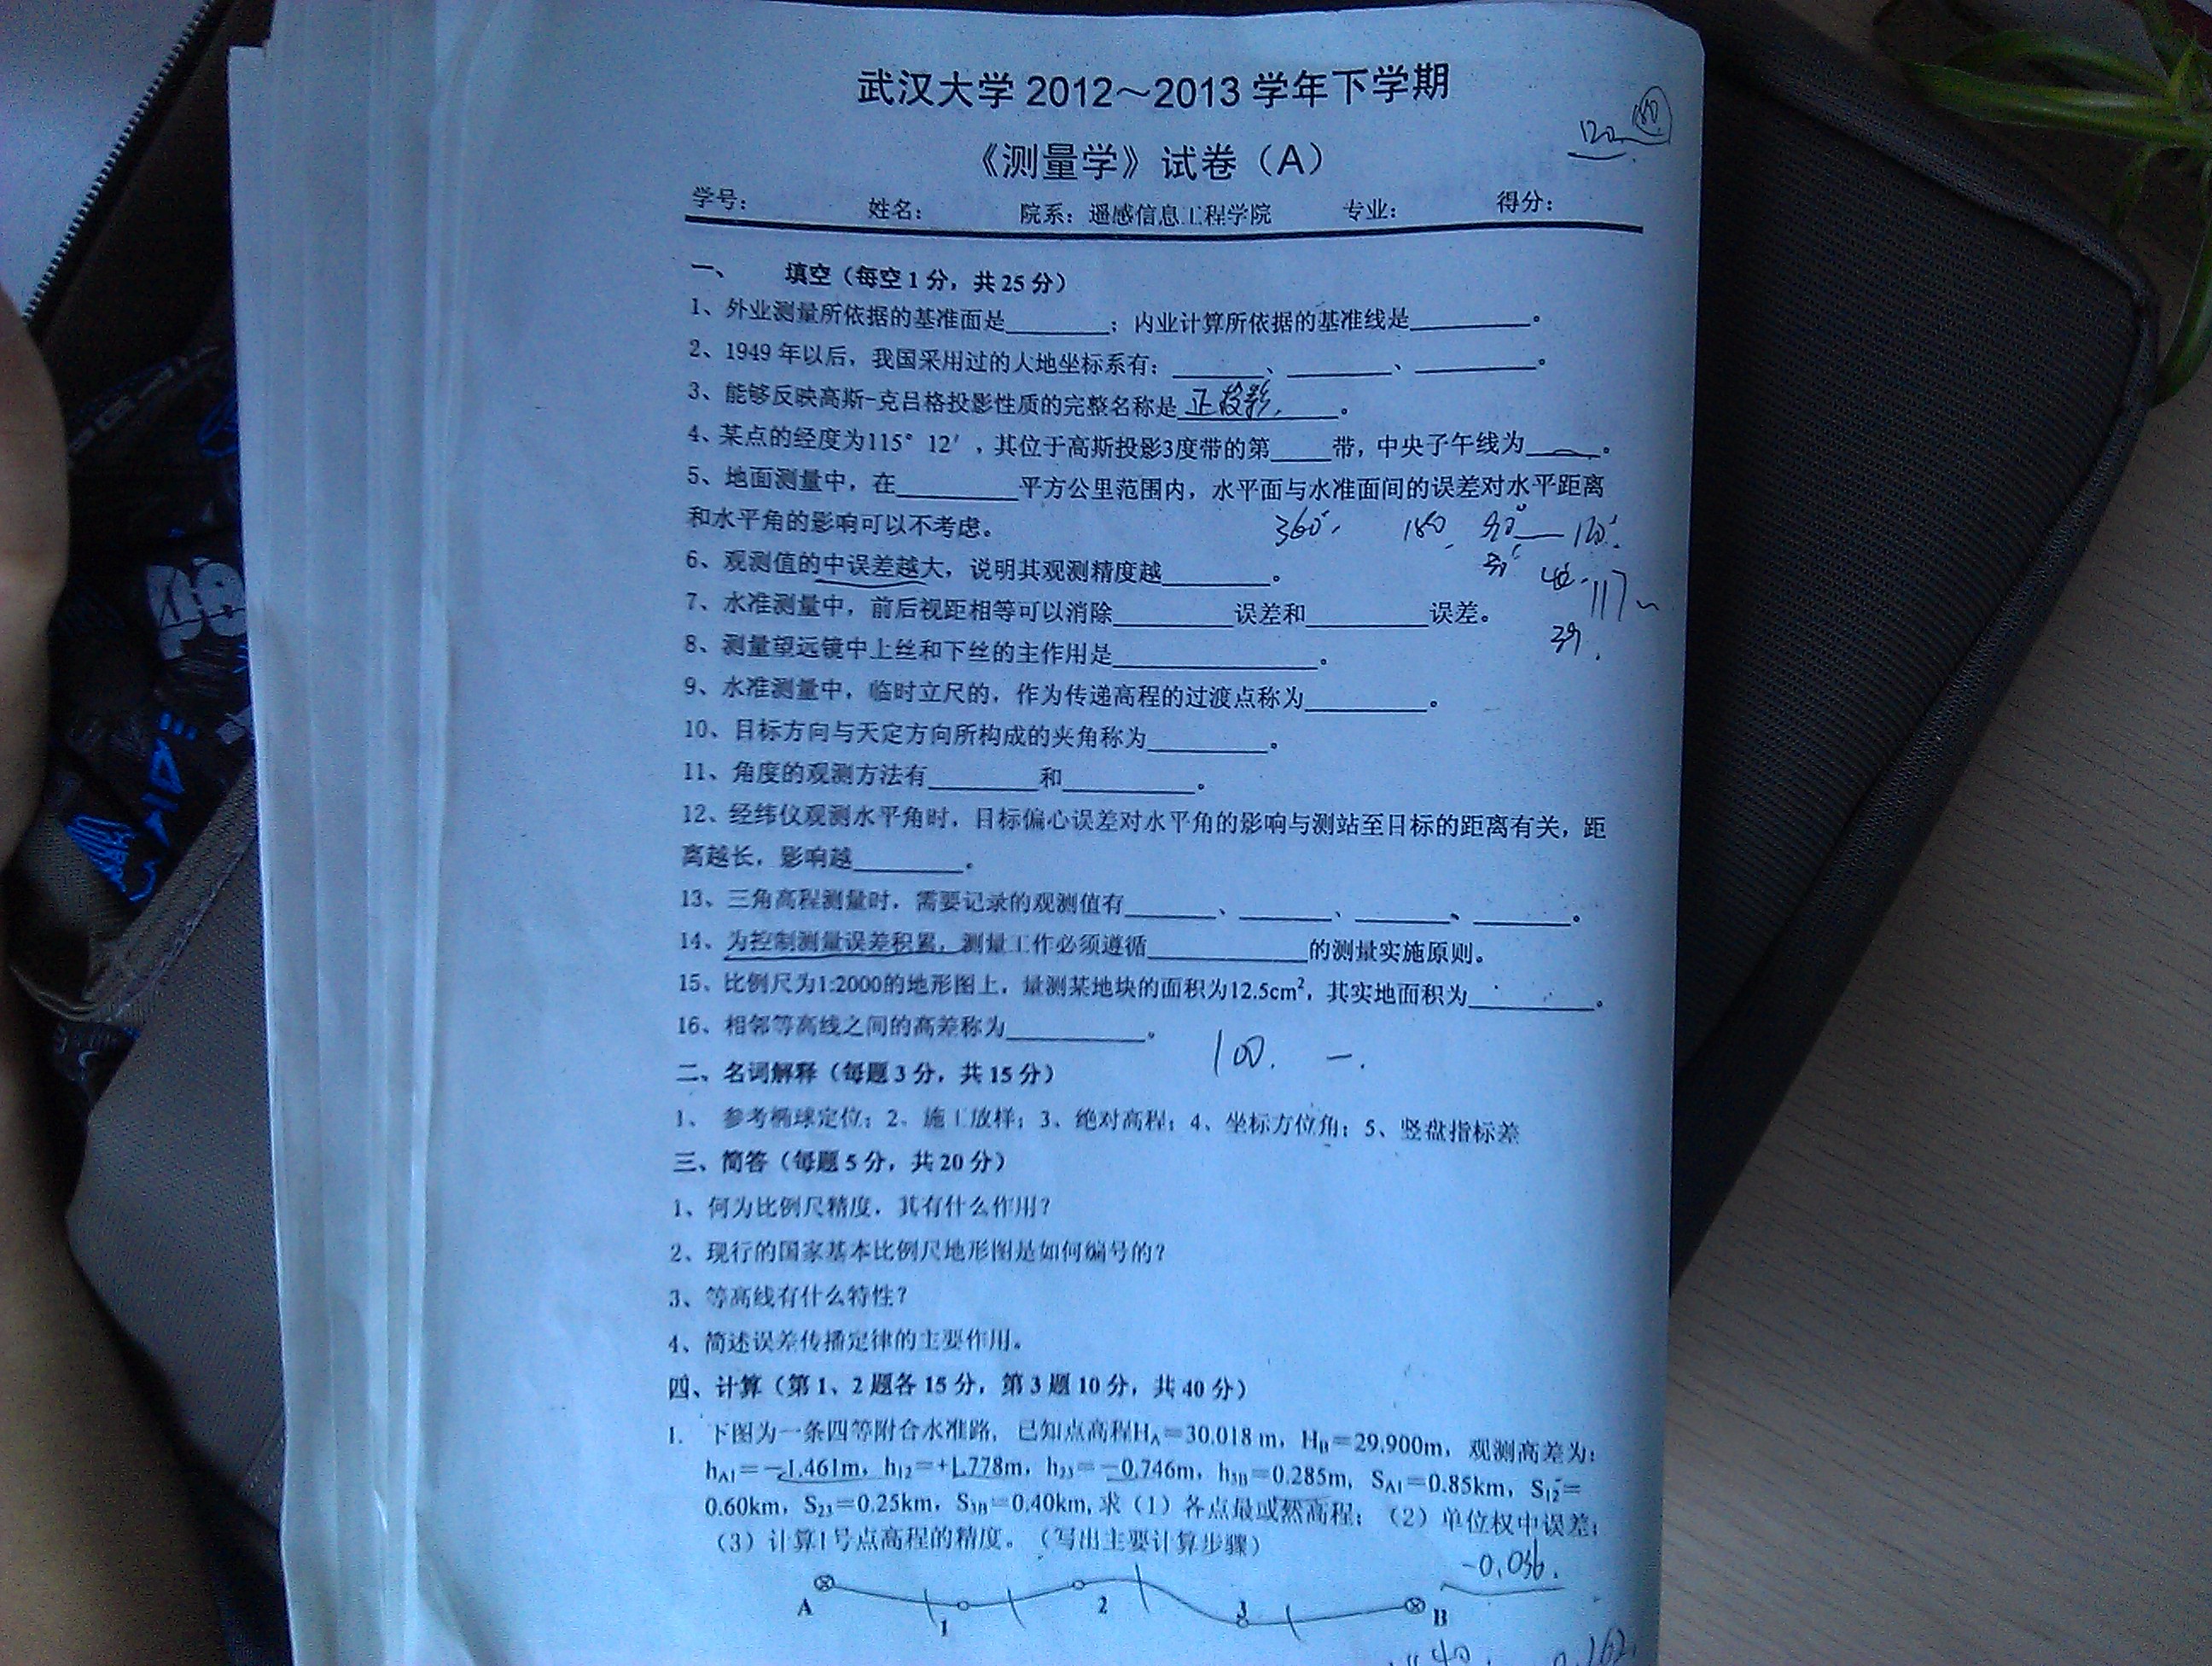 武汉大学 2012～2013 学年下学期
120 80
《测量学》试卷（A）
学号： 姓名： 院系：遥感信息工程学院 专业： 得分：
一、 填空（每空 1 分，共 25 分）
1、外业测量所依据的基准面是________；内业计算所依据的基准线是________。
2、1949 年以后，我国采用过的大地坐标系有：________、________、________。
3、能够反映高斯-克吕格投影性质的完整名称是 正投影 ____。
4、某点的经度为115° 12′，其位于高斯投影3度带的第____带，中央子午线为____。
5、地面测量中，在________平方公里范围内，水平面与水准面间的误差对水平距离
和水平角的影响可以不考虑。
360° 180
6、观测值的中误差越大，说明其观测精度越________。
117
7、水准测量中，前后视距相等可以消除________误差和________误差。
39
8、测量望远镜中上丝和下丝的主作用是____________。
9、水准测量中，临时立尺的，作为传递高程的过渡点称为________。
10、目标方向与天定方向所构成的夹角称为________。
11、角度的观测方法有________和________。
12、经纬仪观测水平角时，目标偏心误差对水平角的影响与测站至目标的距离有关，距
离越长，影响越________。
13、三角高程测量时，需要记录的观测值有________、________、________、________。
14、为控制测量误差积累，测量工作必须遵循__________的测量实施原则。
15、比例尺为1:2000的地形图上，量测某地块的面积为12.5cm²，其实地面积为________。
16、相邻等高线之间的高差称为________。
100.
二、名词解释（每题 3 分，共 15 分）
1、 参考椭球定位；2、施工放样；3、绝对高程；4、坐标方位角；5、竖盘指标差
三、简答（每题 5 分，共 20 分）
1、何为比例尺精度，其有什么作用？
2、现行的国家基本比例尺地形图是如何编号的？
3、等高线有什么特性？
4、简述误差传播定律的主要作用。
四、计算（第 1、2 题各 15 分，第 3 题 10 分，共 40 分）
1. 下图为一条四等附合水准路，已知点高程HA＝30.018 m，HB＝29.900m，观测高差为：
hA1＝－1.461m，h12＝+1.778m，h23＝－0.746m，h3B＝0.285m, SA1＝0.85km，S12＝
0.60km，S23＝0.25km，S3B＝0.40km,求（1）各点最或然高程；（2）单位权中误差；
（3）计算1号点高程的精度。（写出主要计算步骤）
-0.036.
A 1 2 3 B
40